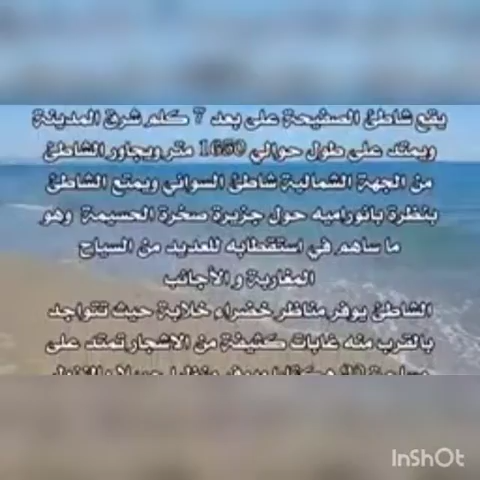 يقع شاطئ الصفيحة على بعد 7 كلم شرق المدينة
ويمتد على طول حوالي 1650 متر ويجاور الشاطئ
من الجهة الشمالية شاطئ السواني ويمتع الشاطئ
بنظرة بانوراميه حول جزيرة صخرة الحسيمة وهو
ما ساهم في استقطابه للعديد من السياح
المغاربة و الأجانب
الشاطئ يوفر مناظر خضراء خلابة حيث تتواجد
بالقرب منه غابات كثيفة من الاشجار تمتد على
InShOt